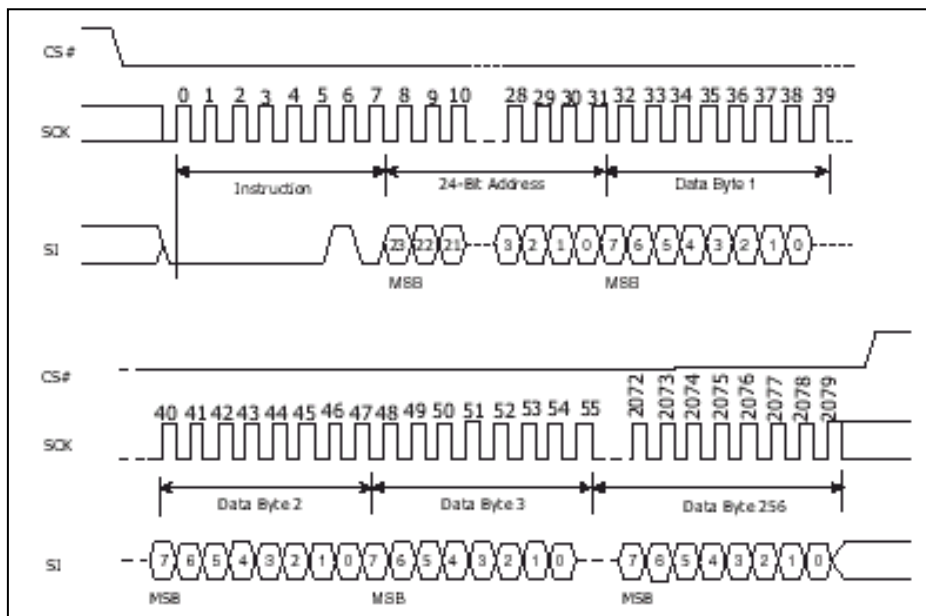 CS#
0 1 2 3 4 5 6 7 8 9 10 28 29 30 31 32 33 34 35 36 37 38 39
SCK
Instruction 24-Bit Address Data Byte 1
SI 23 22 21 3 2 1 0 7 6 5 4 3 2 1 0
MSB MSB
CS#
2072 2073 2074 2075 2076 2077 2078 2079
40 41 42 43 44 45 46 47 48 49 50 51 52 53 54 55
SCK
Data Byte 2 Data Byte 3 Data Byte 256
SI 7 6 5 4 3 2 1 0 7 6 5 4 3 2 1 0 7 6 5 4 3 2 1 0
MSB MSB MSB